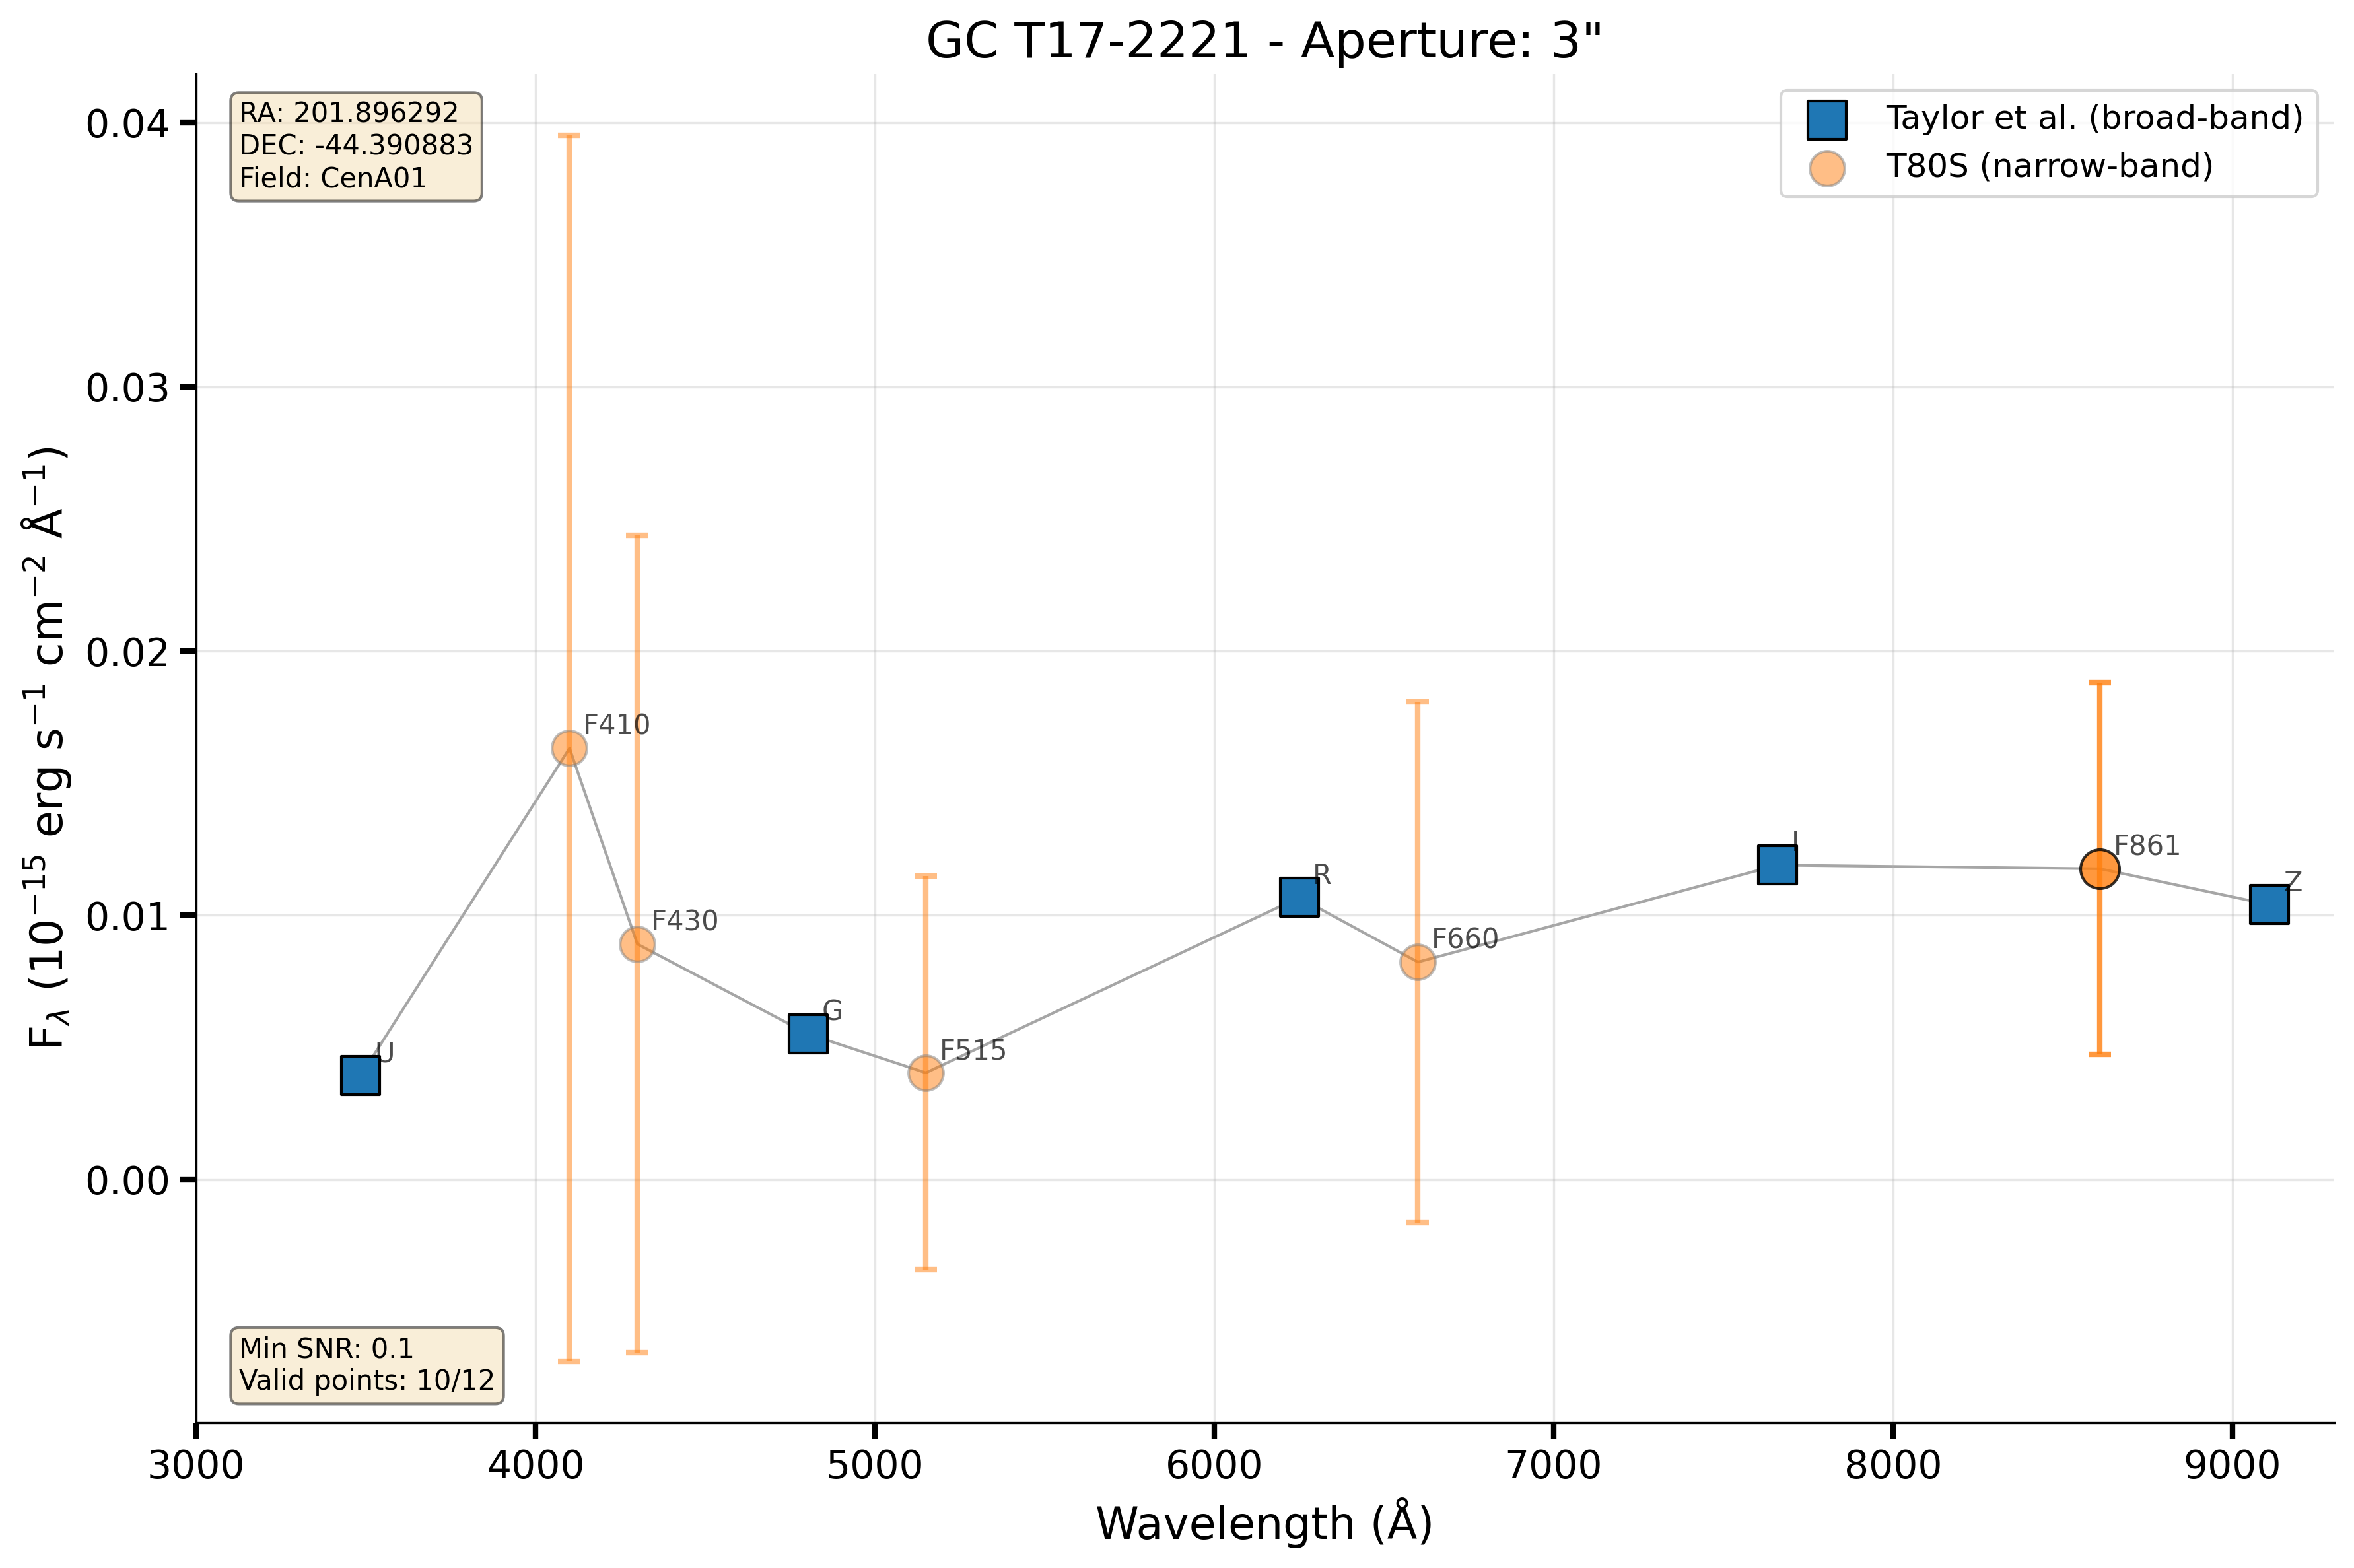 GC T17-2221 - Aperture: 3"
RA: 201.896292
DEC: -44.390883
Field: CenA01
Taylor et al. (broad-band)
T80S (narrow-band)
0.04
0.03
0.02
0.01
0.00
F_λ (10⁻¹⁵ erg s⁻¹ cm⁻² Å⁻¹)
U
F410
F430
G
F515
R
F660
I
F861
Z
Min SNR: 0.1
Valid points: 10/12
3000 4000 5000 6000 7000 8000 9000
Wavelength (Å)